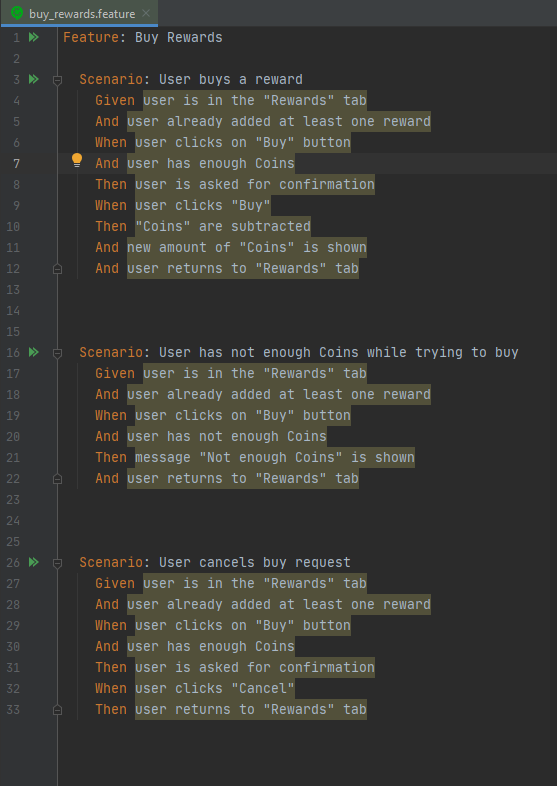 buy_rewards.feature
1 Feature: Buy Rewards
2
3 Scenario: User buys a reward
4 Given user is in the "Rewards" tab
5 And user already added at least one reward
6 When user clicks on "Buy" button
7 And user has enough Coins
8 Then user is asked for confirmation
9 When user clicks "Buy"
10 Then "Coins" are subtracted
11 And new amount of "Coins" is shown
12 And user returns to "Rewards" tab
13
14
15
16 Scenario: User has not enough Coins while trying to buy
17 Given user is in the "Rewards" tab
18 And user already added at least one reward
19 When user clicks on "Buy" button
20 And user has not enough Coins
21 Then message "Not enough Coins" is shown
22 And user returns to "Rewards" tab
23
24
25
26 Scenario: User cancels buy request
27 Given user is in the "Rewards" tab
28 And user already added at least one reward
29 When user clicks on "Buy" button
30 And user has enough Coins
31 Then user is asked for confirmation
32 When user clicks "Cancel"
33 Then user returns to "Rewards" tab